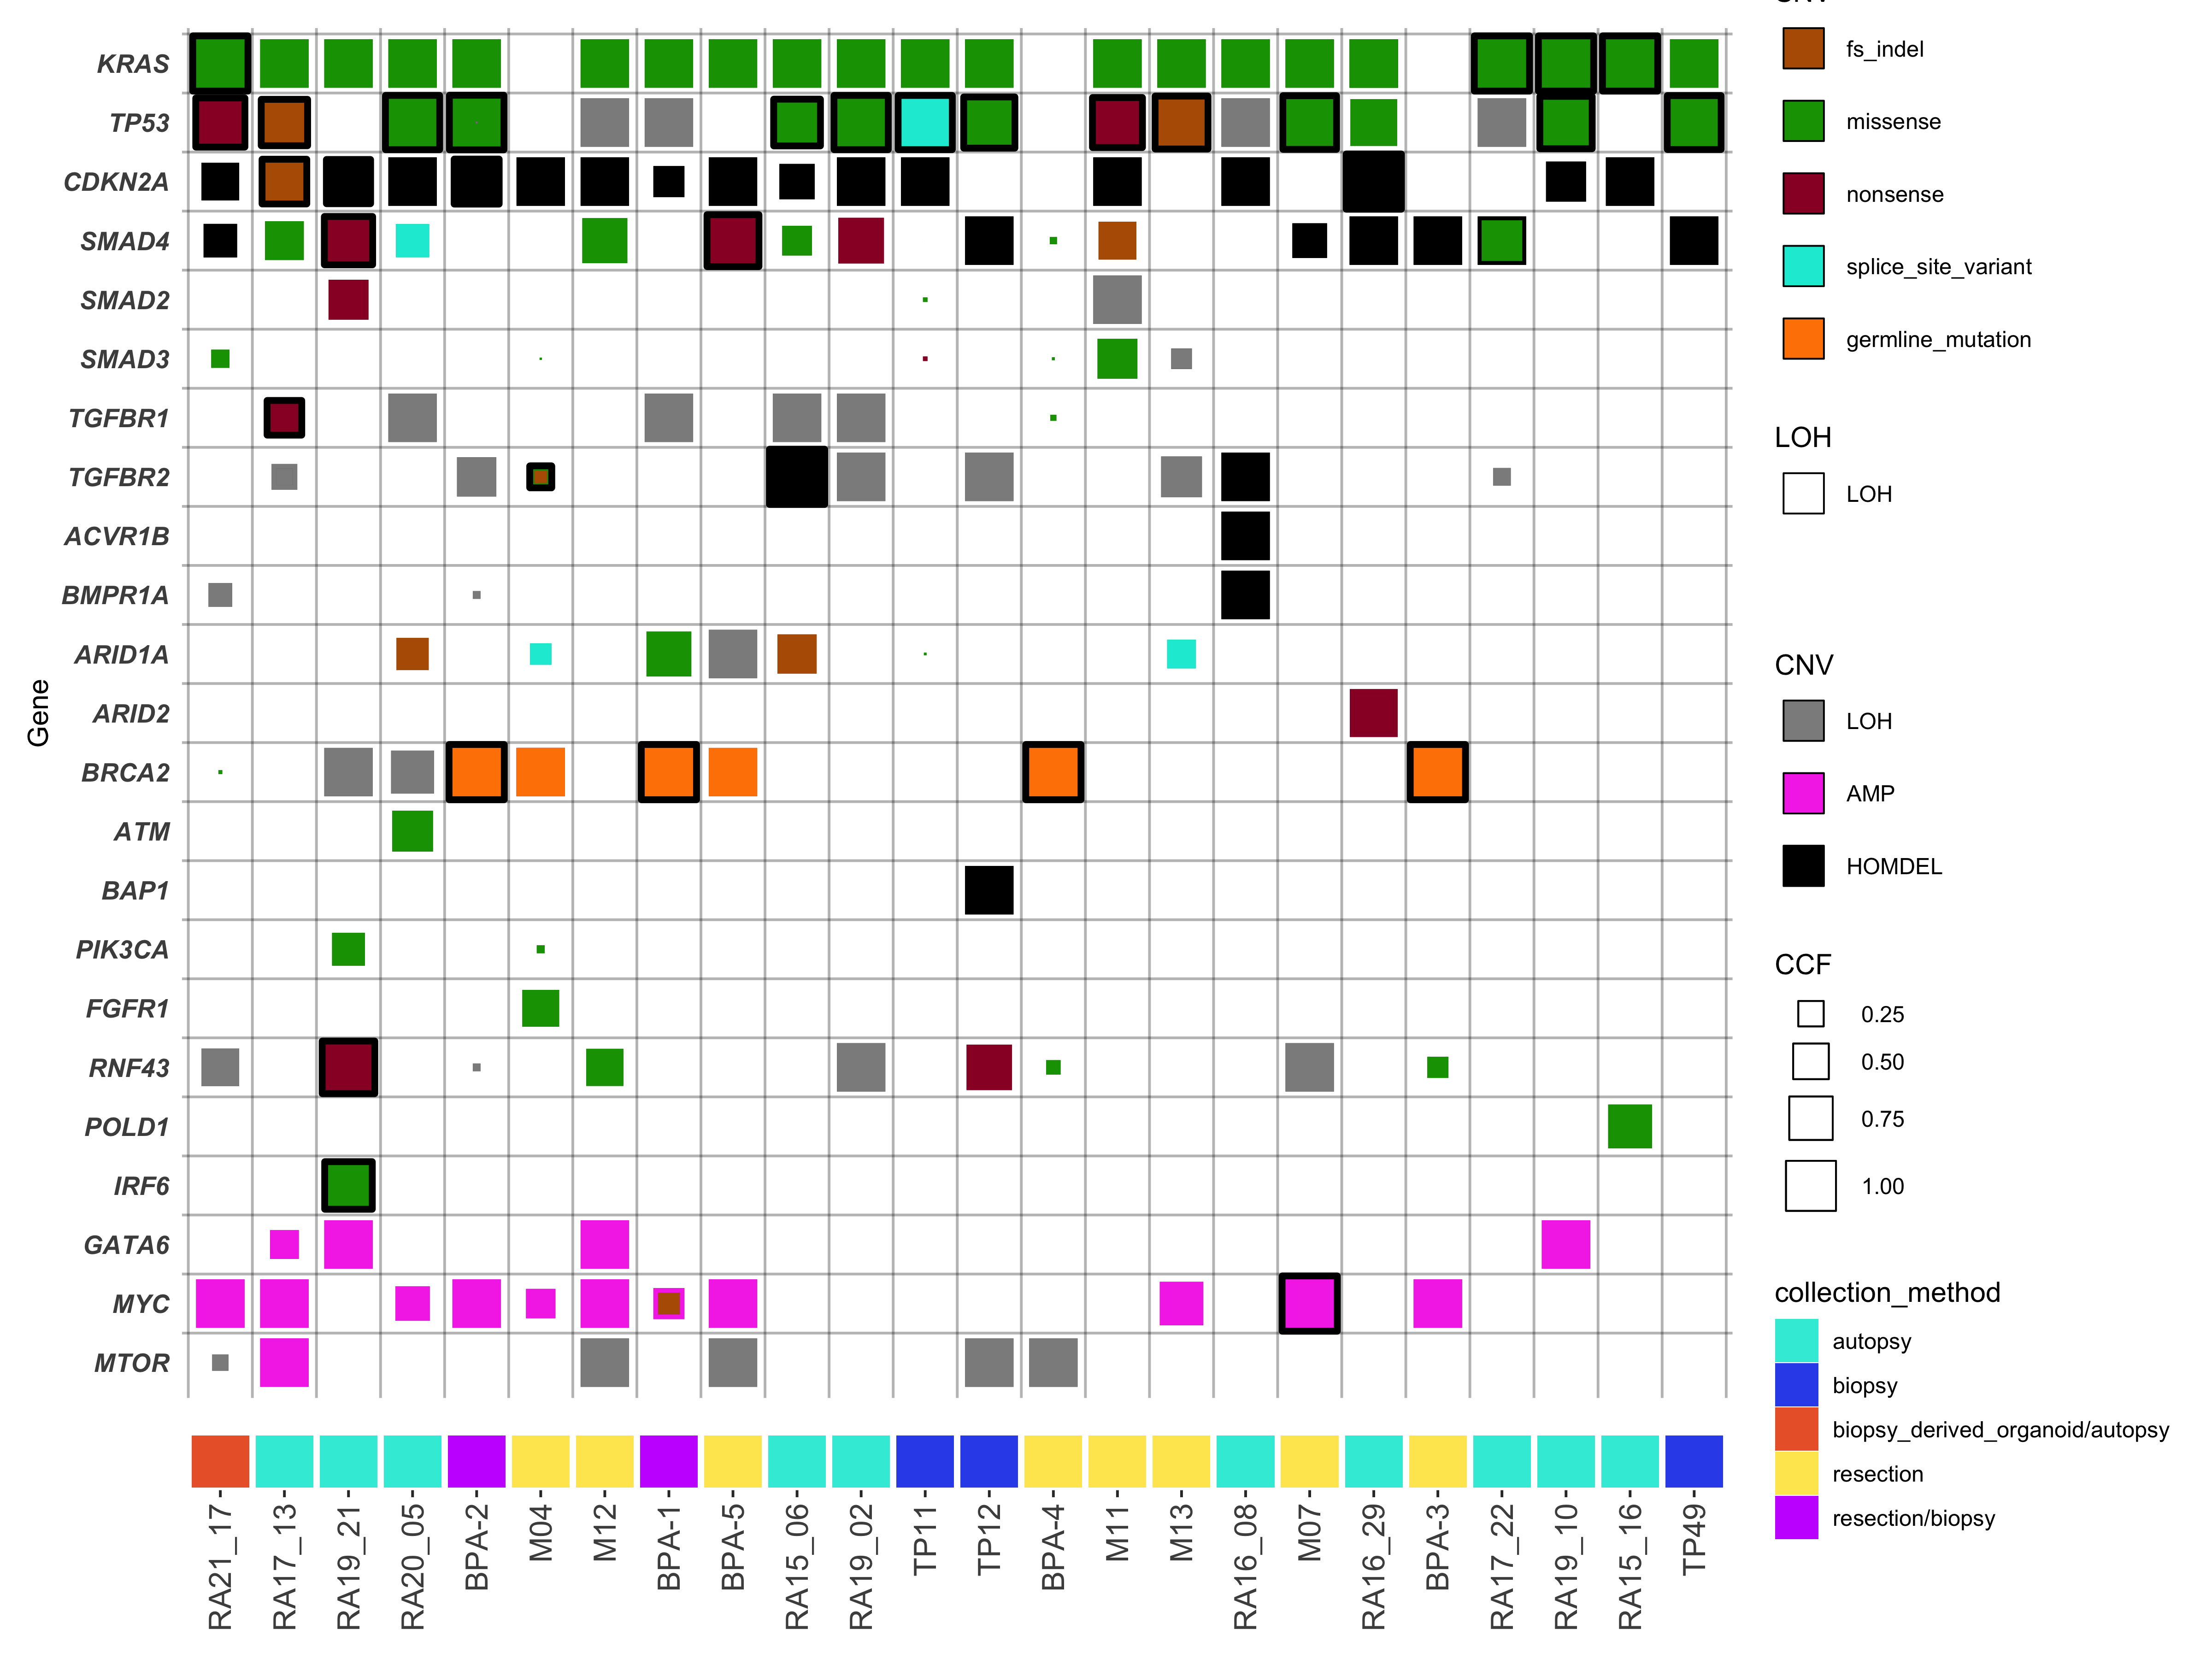 KRAS
TP53
CDKN2A
SMAD4
SMAD2
SMAD3
TGFBR1
TGFBR2
ACVR1B
BMPR1A
ARID1A
ARID2
BRCA2
ATM
BAP1
PIK3CA
FGFR1
RNF43
POLD1
IRF6
GATA6
MYC
MTOR
Gene
RA21_17
RA17_13
RA19_21
RA20_05
BPA-2
M04
M12
BPA-1
BPA-5
RA15_06
RA19_02
TP11
TP12
BPA-4
M11
M13
RA16_08
M07
RA16_29
BPA-3
RA17_22
RA19_10
RA15_16
TP49
fs_indel
missense
nonsense
splice_site_variant
germline_mutation
LOH
LOH
CNV
LOH
AMP
HOMDEL
CCF
0.25
0.50
0.75
1.00
collection_method
autopsy
biopsy
biopsy_derived_organoid/autopsy
resection
resection/biopsy